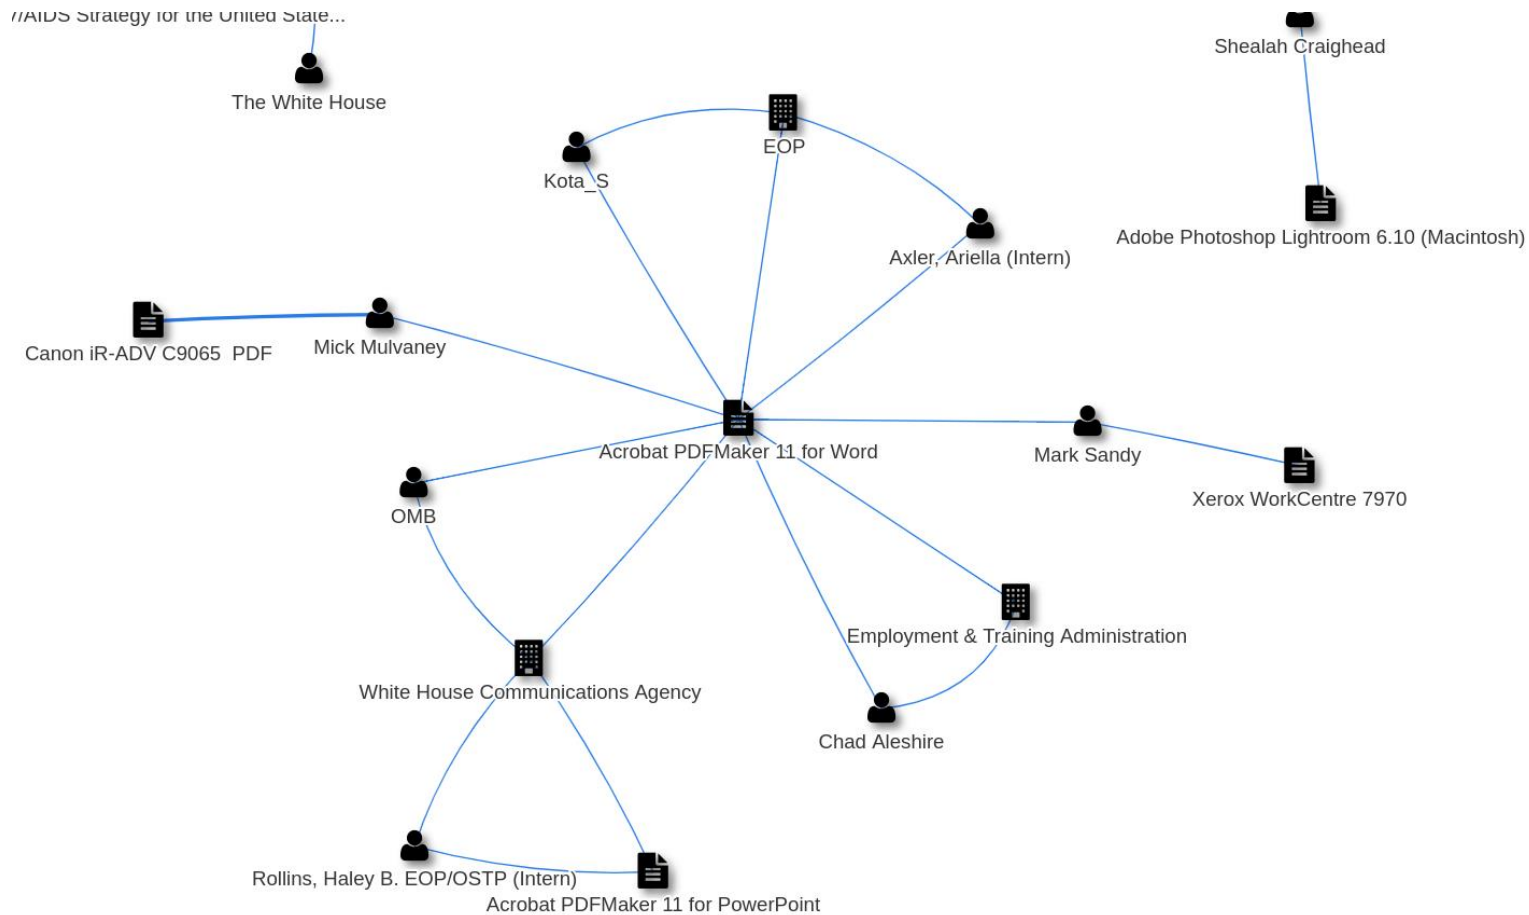 //AIDS Strategy for the United State...
Shealah Craighead
The White House
EOP
Kota_S
Adobe Photoshop Lightroom 6.10 (Macintosh)
Axler, Ariella (Intern)
Mick Mulvaney
Canon iR-ADV C9065  PDF
Acrobat PDFMaker 11 for Word
Mark Sandy
Xerox WorkCentre 7970
OMB
Employment & Training Administration
White House Communications Agency
Chad Aleshire
Rollins, Haley B. EOP/OSTP (Intern)
Acrobat PDFMaker 11 for PowerPoint